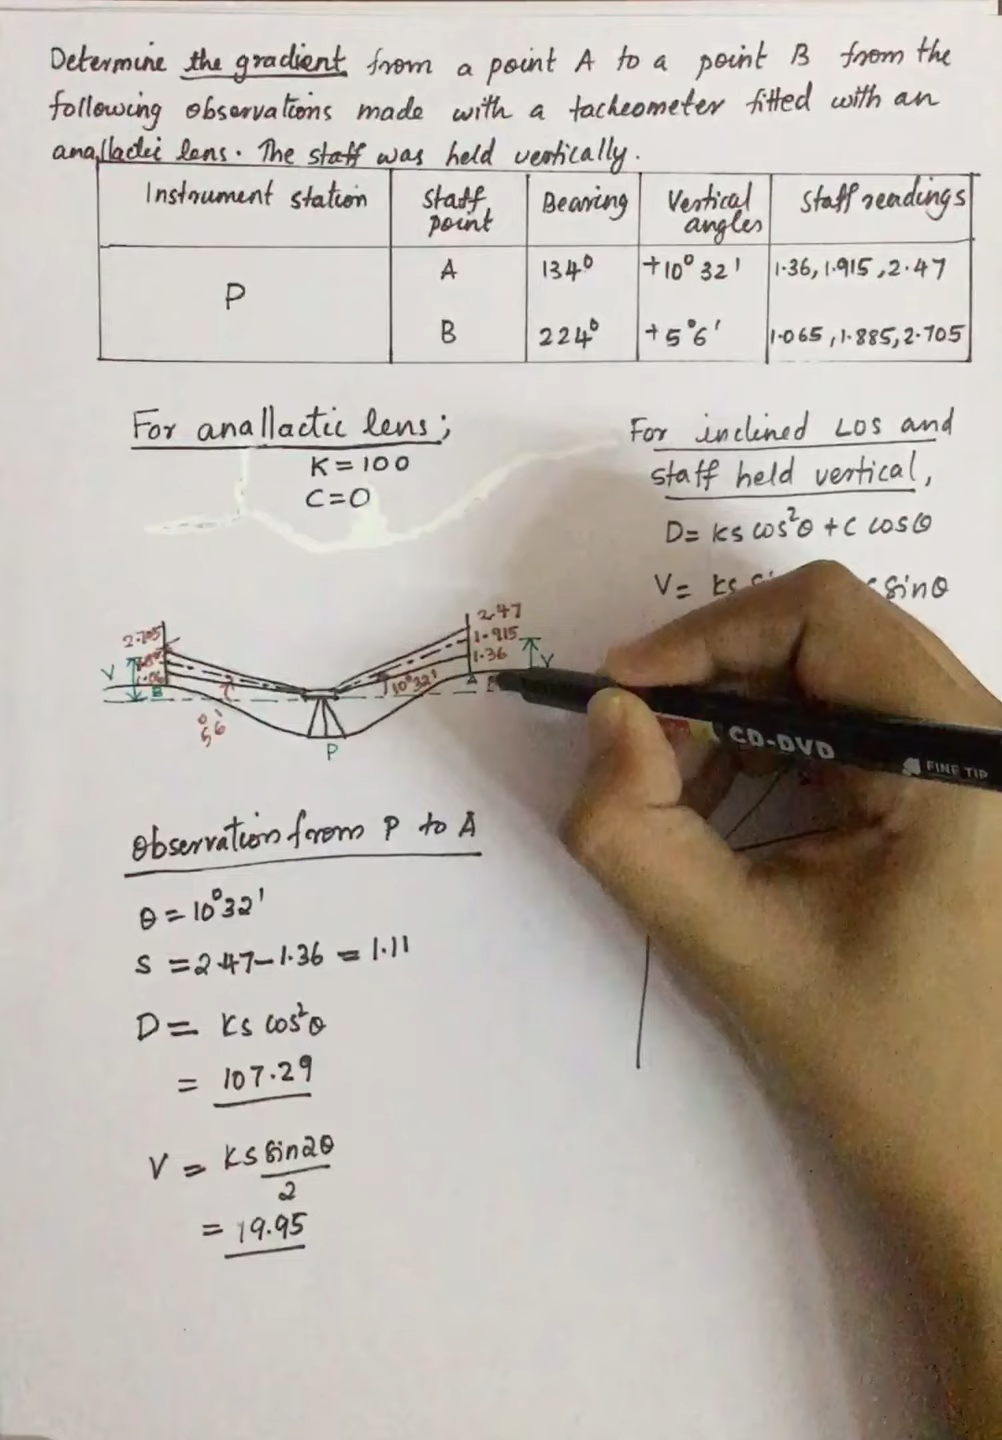 Determine the gradient from a point A to a point B from the
following observations made with a tacheometer fitted with an
anallactic lens. The staff was held vertically.
Instrument station Staff point Bearing Vertical angles Staff readings
P
A 134° +10° 32' 1.36, 1.915, 2.47
B 224° +5° 6' 1.065, 1.885, 2.705
For anallactic lens;
K = 100
C = 0
For inclined LOS and
staff held vertical,
D = Ks cos²θ + C cosθ
V = Ks sinθ
2.47
1.915
1.36
V
A
10° 32'
2.705
V
B
5° 6'
P
CD-DVD
FINE TIP
Observation from P to A
θ = 10° 32'
S = 2.47 - 1.36 = 1.11
D = Ks cos²θ
= 107.29
V = Ks sin2θ
2
= 19.95